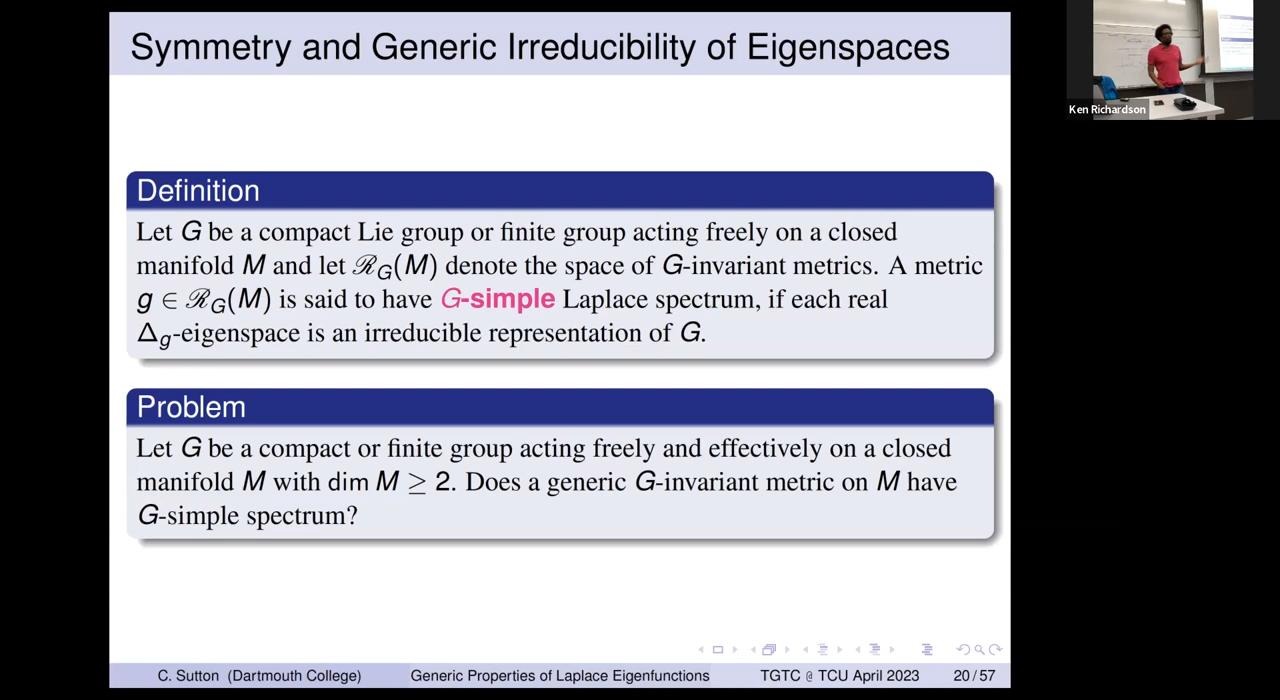 Symmetry and Generic Irreducibility of Eigenspaces
Ken Richardson
Definition
Let G be a compact Lie group or finite group acting freely on a closed
manifold M and let ℛ_G(M) denote the space of G-invariant metrics. A metric
g ∈ ℛ_G(M) is said to have G-simple Laplace spectrum, if each real
Δ_g-eigenspace is an irreducible representation of G.
Problem
Let G be a compact or finite group acting freely and effectively on a closed
manifold M with dim M ≥ 2. Does a generic G-invariant metric on M have
G-simple spectrum?
C. Sutton (Dartmouth College) Generic Properties of Laplace Eigenfunctions TGTC @ TCU April 2023 20 / 57